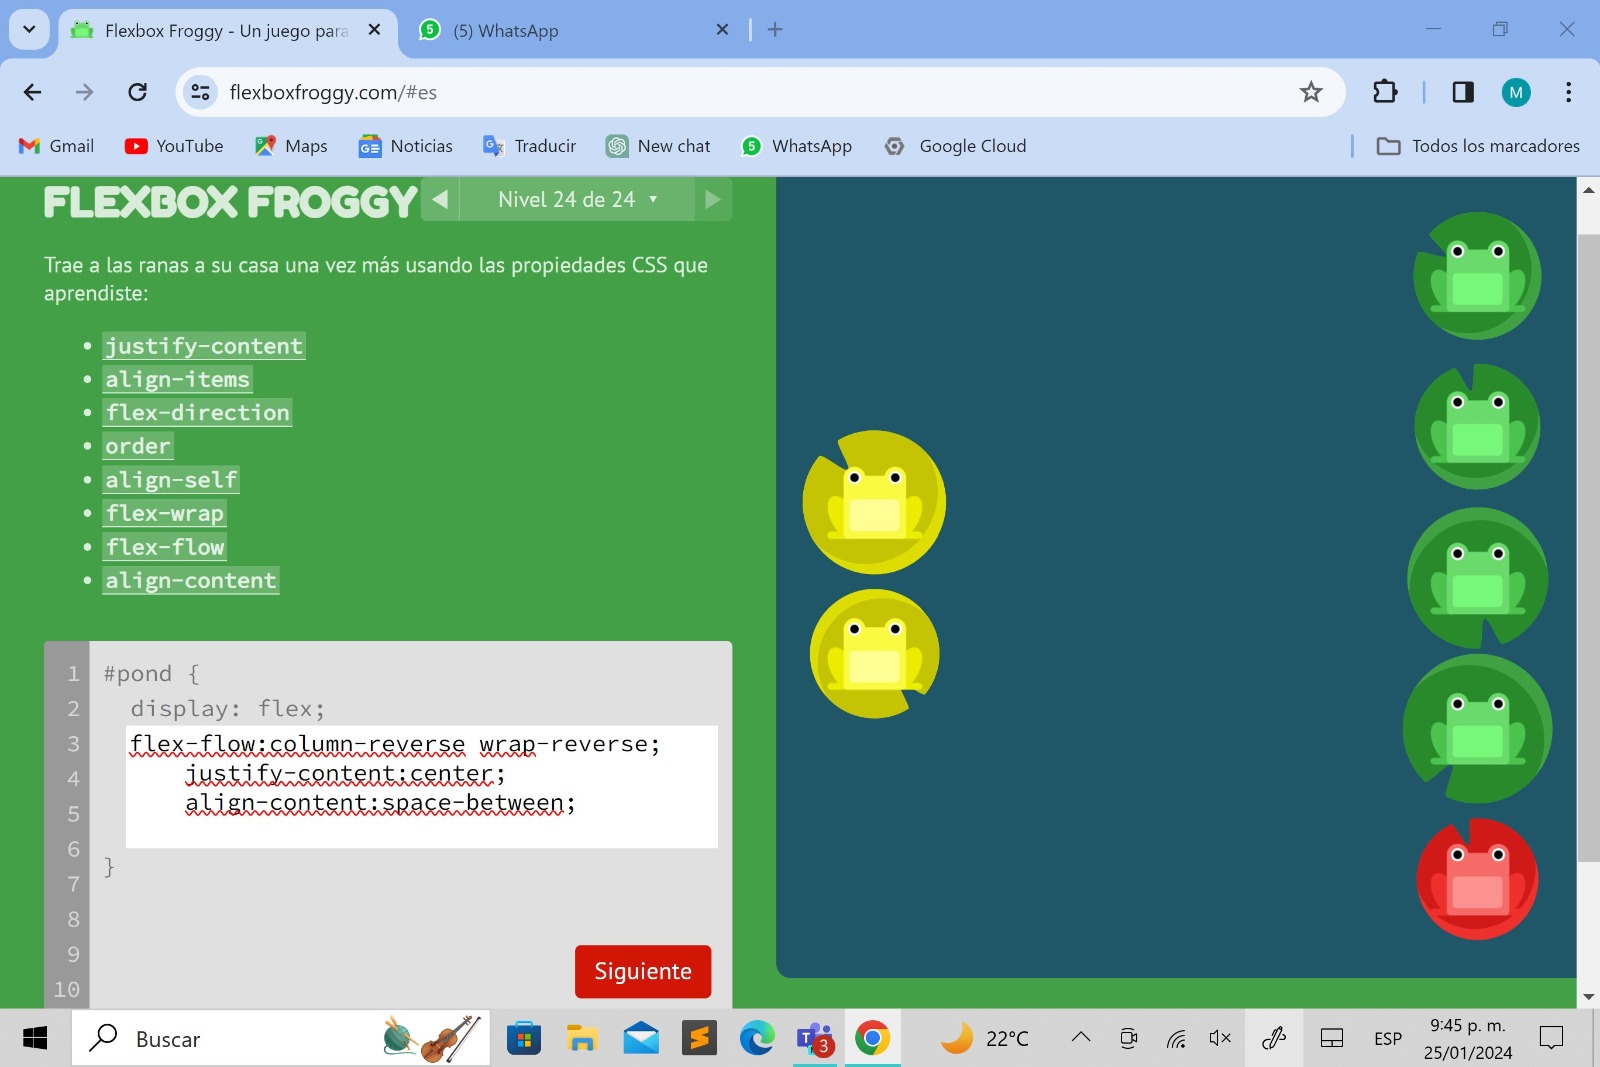 Flexbox Froggy - Un juego para
5 (5) WhatsApp
flexboxfroggy.com/#es
M
Gmail YouTube Maps Noticias Traducir New chat 5 WhatsApp Google Cloud Todos los marcadores
FLEXBOX FROGGY
Nivel 24 de 24
Trae a las ranas a su casa una vez más usando las propiedades CSS que
aprendiste:
justify-content
align-items
flex-direction
order
align-self
flex-wrap
flex-flow
align-content
1 #pond {
2 display: flex;
3 flex-flow:column-reverse wrap-reverse;
4 justify-content:center;
5 align-content:space-between;
6 }
7
8
9
10
Siguiente
Buscar
3
22°C
ESP
9:45 p. m.
25/01/2024